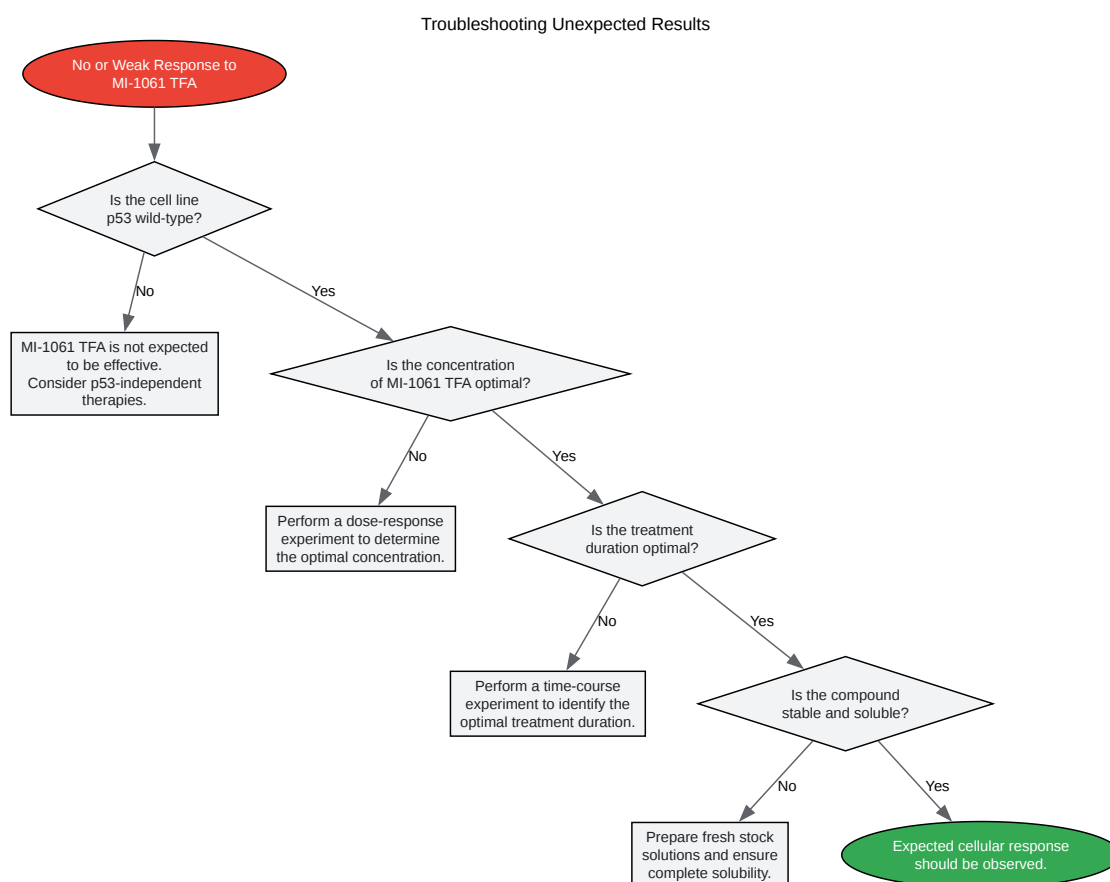 Troubleshooting Unexpected Results
No or Weak Response to
MI-1061 TFA
Is the cell line
p53 wild-type?
No
Yes
MI-1061 TFA is not expected
to be effective.
Consider p53-independent
therapies.
Is the concentration
of MI-1061 TFA optimal?
No
Yes
Perform a dose-response
experiment to determine
the optimal concentration.
Is the treatment
duration optimal?
No
Yes
Perform a time-course
experiment to identify the
optimal treatment duration.
Is the compound
stable and soluble?
No
Yes
Prepare fresh stock
solutions and ensure
complete solubility.
Expected cellular response
should be observed.